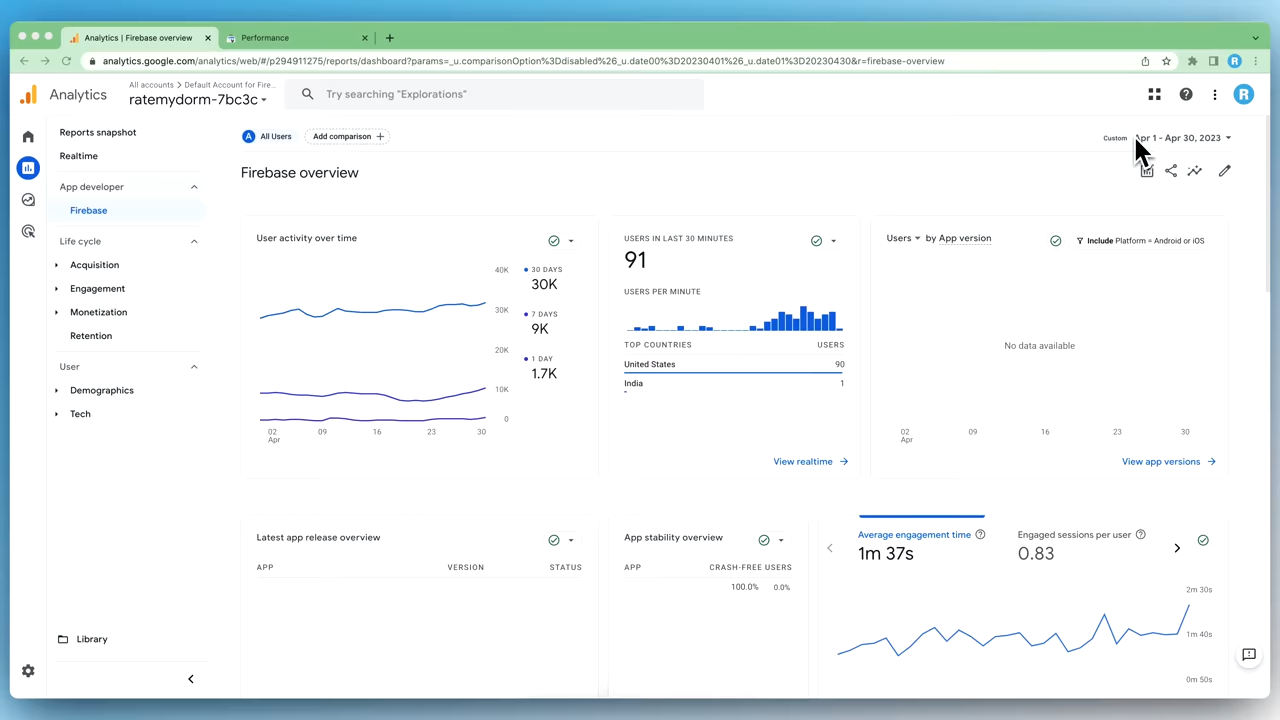 Analytics | Firebase overview
Performance
analytics.google.com/analytics/web/#/p294911275/reports/dashboard?params=_u.comparisonOption%3Ddisabled%26_u.date00%3D20230401%26_u.date01%3D20230430&r=firebase-overview
R
Analytics
All accounts > Default Account for Fire...
ratemydorm-7bc3c
Try searching "Explorations"
R
Reports snapshot
Realtime
App developer
Firebase
Life cycle
Acquisition
Engagement
Monetization
Retention
User
Demographics
Tech
Library
A All Users
Add comparison +
Custom Apr 1 - Apr 30, 2023
Firebase overview
User activity over time
40K
30K
20K
10K
0
30 DAYS
30K
7 DAYS
9K
1 DAY
1.7K
02 09 16 23 30
Apr
USERS IN LAST 30 MINUTES
91
USERS PER MINUTE
TOP COUNTRIES USERS
United States 90
India 1
View realtime
Users by App version
Include Platform = Android or iOS
No data available
02 09 16 23 30
Apr
View app versions
Latest app release overview
APP VERSION STATUS
App stability overview
APP CRASH-FREE USERS
100.0% 0.0%
Average engagement time
1m 37s
Engaged sessions per user
0.83
2m 30s
1m 40s
0m 50s